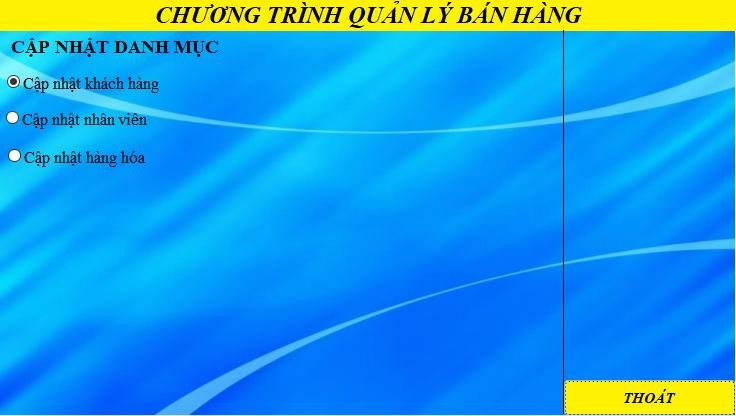 CHƯƠNG TRÌNH QUẢN LÝ BÁN HÀNG
CẬP NHẬT DANH MỤC
Cập nhật khách hàng
Cập nhật nhân viên
Cập nhật hàng hóa
THOÁT